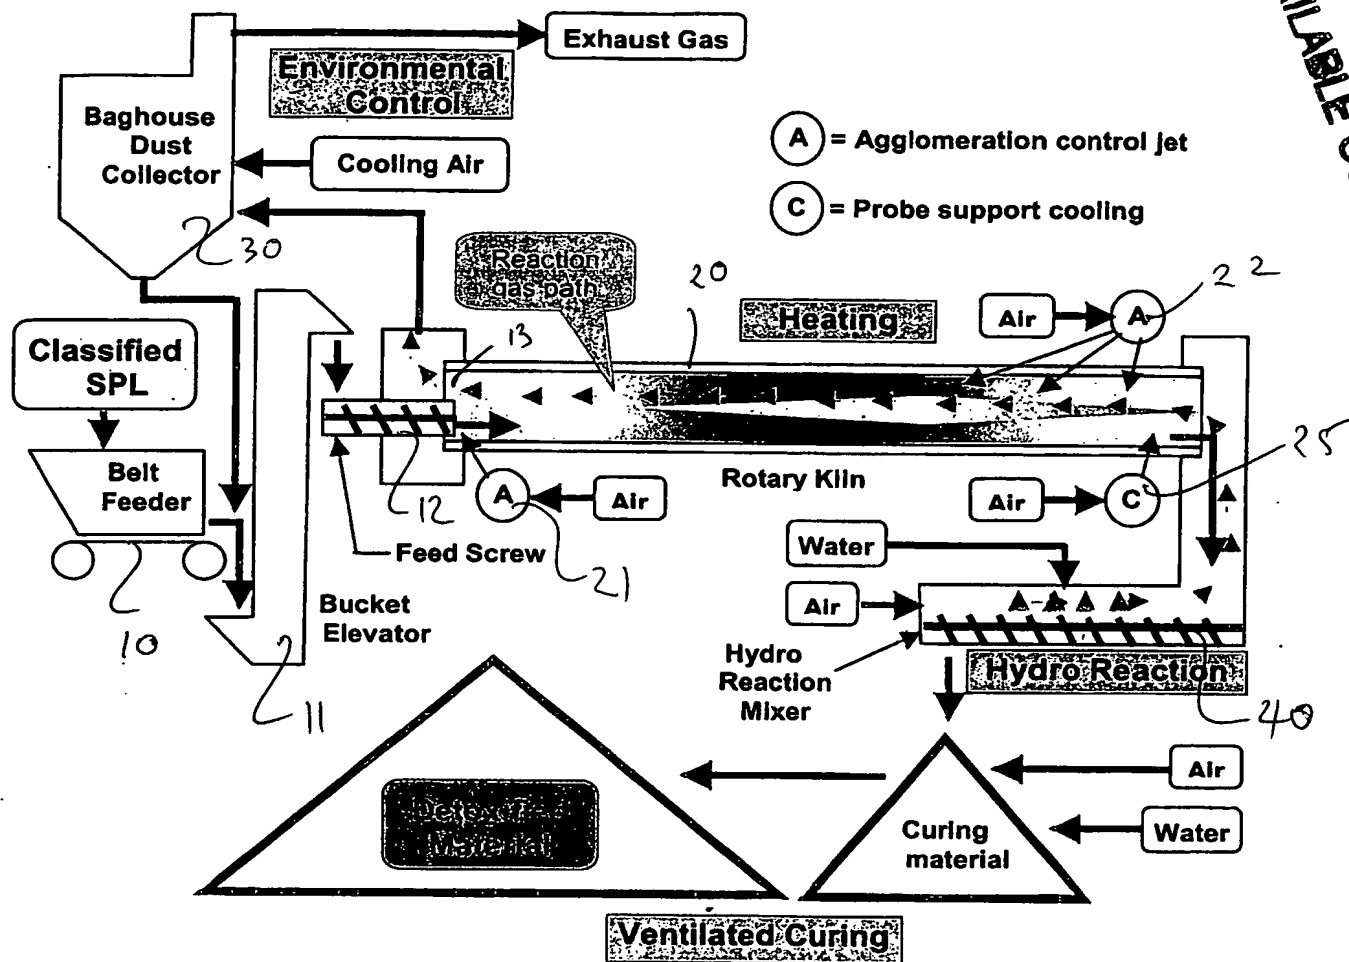 Exhaust Gas
Environmental
Control
Baghouse
Dust
Collector
Cooling Air
A = Agglomeration control jet
C = Probe support cooling
30
Reaction
gas path
20
Heating
Air
A
22
Classified
SPL
13
Belt
Feeder
12
A
Air
Rotary Kiln
Air
C
25
Feed Screw
21
Water
Air
10
Bucket
Elevator
11
Hydro
Reaction
Mixer
Hydro Reaction
40
Detoxified
Material
Curing
material
Air
Water
Ventilated Curing